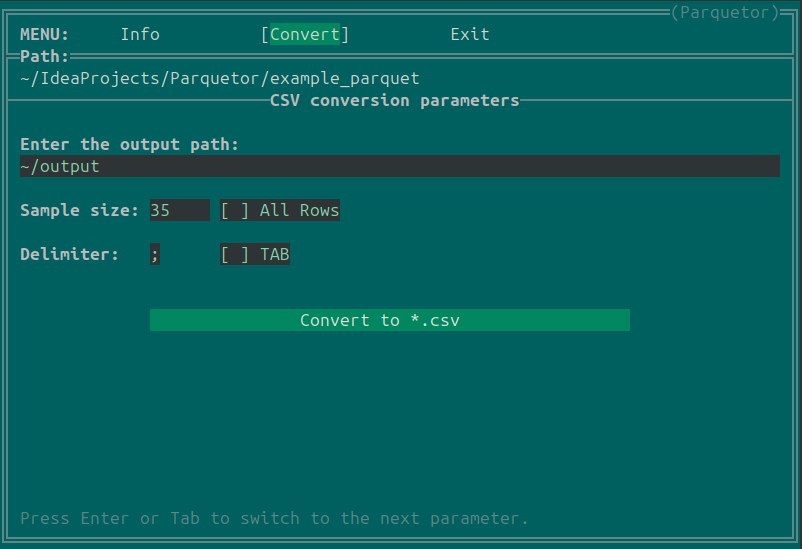 (Parquetor)
MENU: Info [Convert] Exit
Path:
~/IdeaProjects/Parquetor/example_parquet
CSV conversion parameters
Enter the output path:
~/output
Sample size: 35 [ ] All Rows
Delimiter: ; [ ] TAB
Convert to *.csv
Press Enter or Tab to switch to the next parameter.